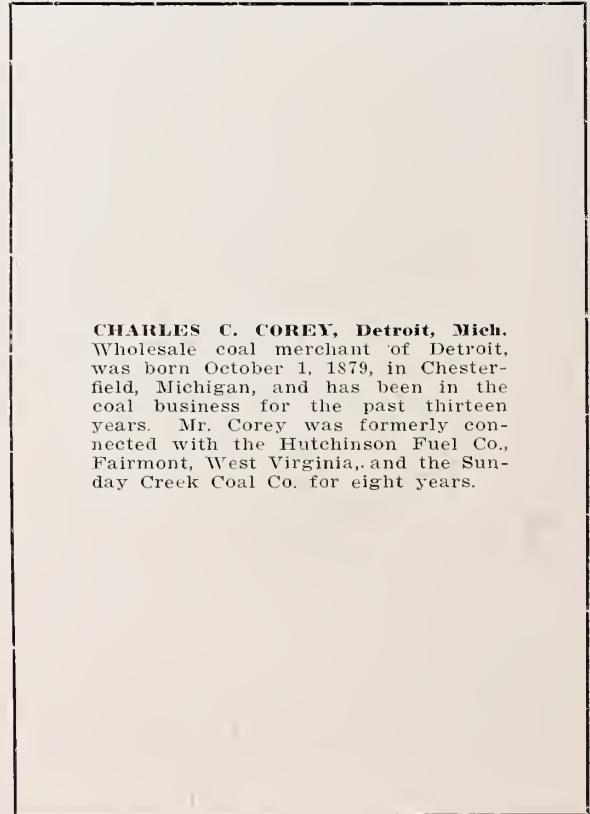 CHARLES C. COREY, Detroit, Mich.
Wholesale coal merchant of Detroit,
was born October 1, 1879, in Chester-
field, Michigan, and has been in the
coal business for the past thirteen
years. Mr. Corey was formerly con-
nected with the Hutchinson Fuel Co.,
Fairmont, West Virginia,. and the Sun-
day Creek Coal Co. for eight years.